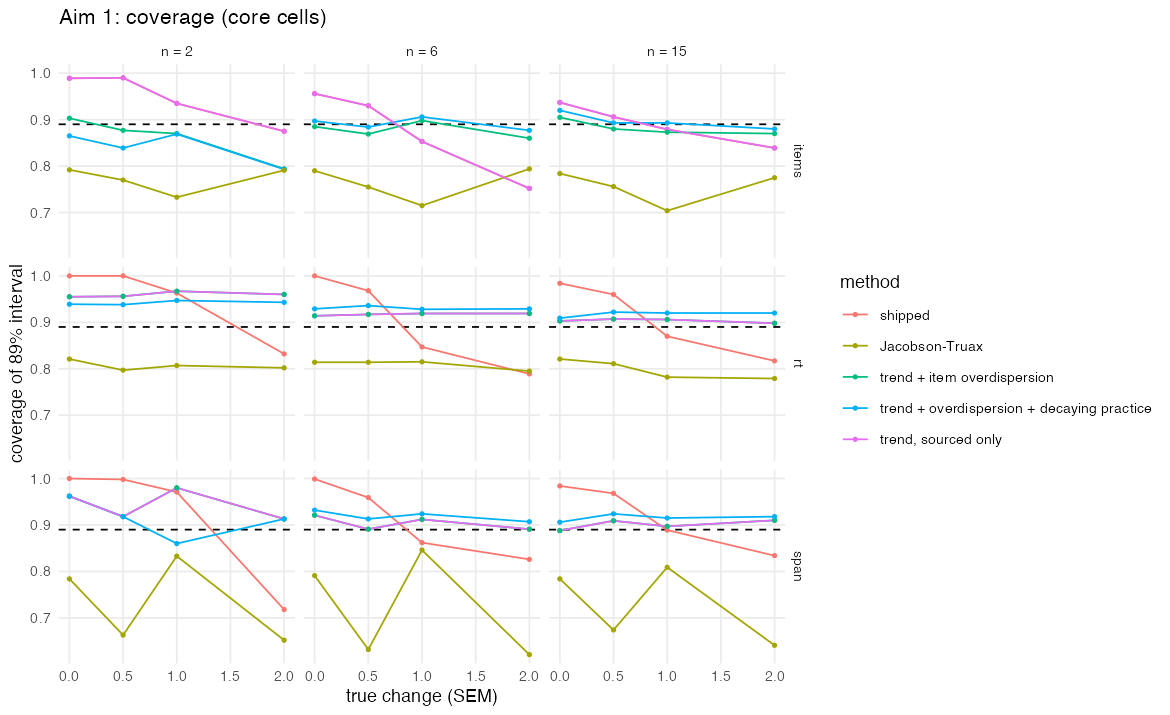 Aim 1: coverage (core cells)
n = 2
n = 6
n = 15
1.0
0.9
0.8
0.7
items
1.0
0.9
0.8
0.7
rt
1.0
0.9
0.8
0.7
span
coverage of 89% interval
0.0 0.5 1.0 1.5 2.0
0.0 0.5 1.0 1.5 2.0
0.0 0.5 1.0 1.5 2.0
true change (SEM)
method
shipped
Jacobson-Truax
trend + item overdispersion
trend + overdispersion + decaying practice
trend, sourced only